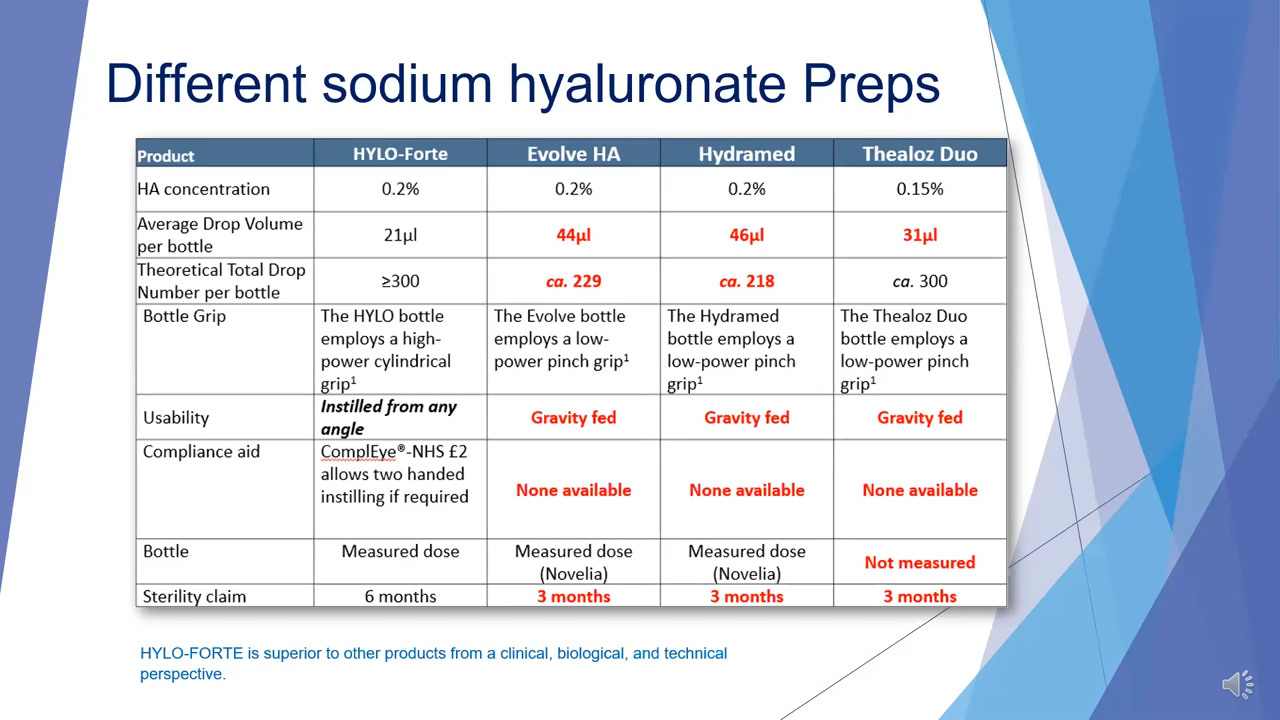 Different sodium hyaluronate Preps
Product HYLO-Forte Evolve HA Hydramed Thealoz Duo
HA concentration 0.2% 0.2% 0.2% 0.15%
Average Drop Volume
per bottle 21µl 44µl 46µl 31µl
Theoretical Total Drop
Number per bottle ≥300 ca. 229 ca. 218 ca. 300
Bottle Grip
The HYLO bottle
employs a high-
power cylindrical
grip¹
The Evolve bottle
employs a low-
power pinch grip¹
The Hydramed
bottle employs a
low-power pinch
grip¹
The Thealoz Duo
bottle employs a
low-power pinch
grip¹
Usability
Instilled from any
angle
Gravity fed Gravity fed Gravity fed
Compliance aid
ComplEye®-NHS £2
allows two handed
instilling if required
None available None available None available
Bottle
Measured dose
Measured dose
(Novelia)
Measured dose
(Novelia)
Not measured
Sterility claim 6 months 3 months 3 months 3 months
HYLO-FORTE is superior to other products from a clinical, biological, and technical
perspective.